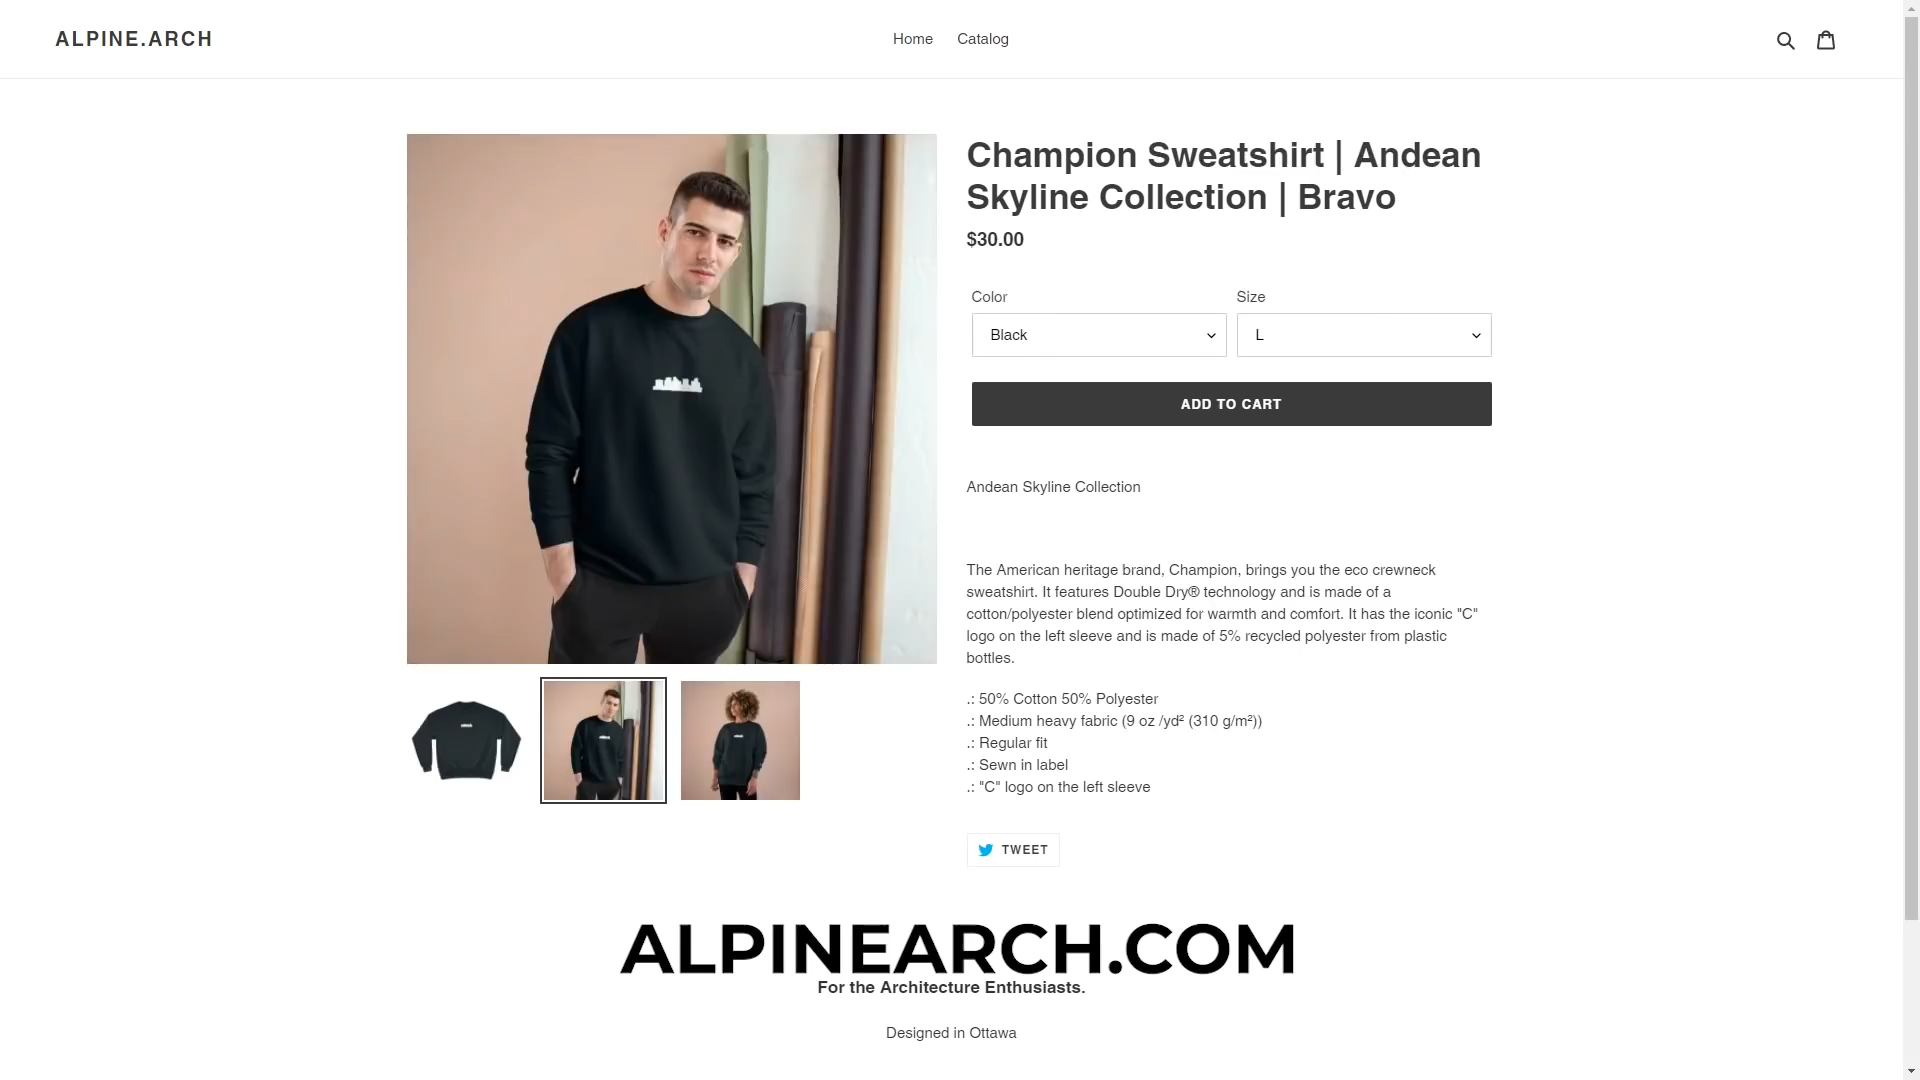 ALPINE.ARCH
Home
Catalog
Champion Sweatshirt | Andean
Skyline Collection | Bravo
$30.00
Color
Size
Black
L
ADD TO CART
Andean Skyline Collection
The American heritage brand, Champion, brings you the eco crewneck
sweatshirt. It features Double Dry® technology and is made of a
cotton/polyester blend optimized for warmth and comfort. It has the iconic "C"
logo on the left sleeve and is made of 5% recycled polyester from plastic
bottles.
.: 50% Cotton 50% Polyester
.: Medium heavy fabric (9 oz /yd² (310 g/m²))
.: Regular fit
.: Sewn in label
.: "C" logo on the left sleeve
TWEET
ALPINEARCH.COM
For the Architecture Enthusiasts.
Designed in Ottawa